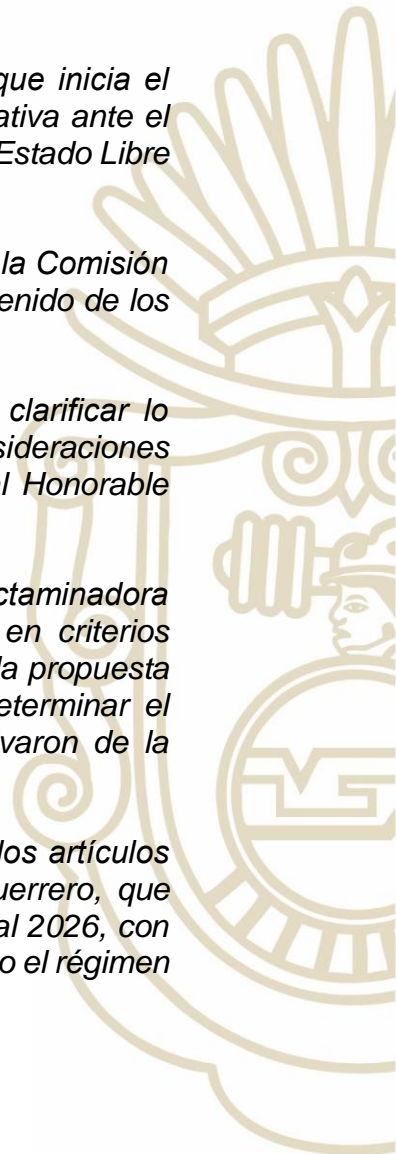 que inicia el
ativa ante el
Estado Libre
la Comisión
enido de los
clarificar lo
sideraciones
l Honorable
ctaminadora
en criterios
la propuesta
eterminar el
varon de la
los artículos
uerrero, que
al 2026, con
o el régimen